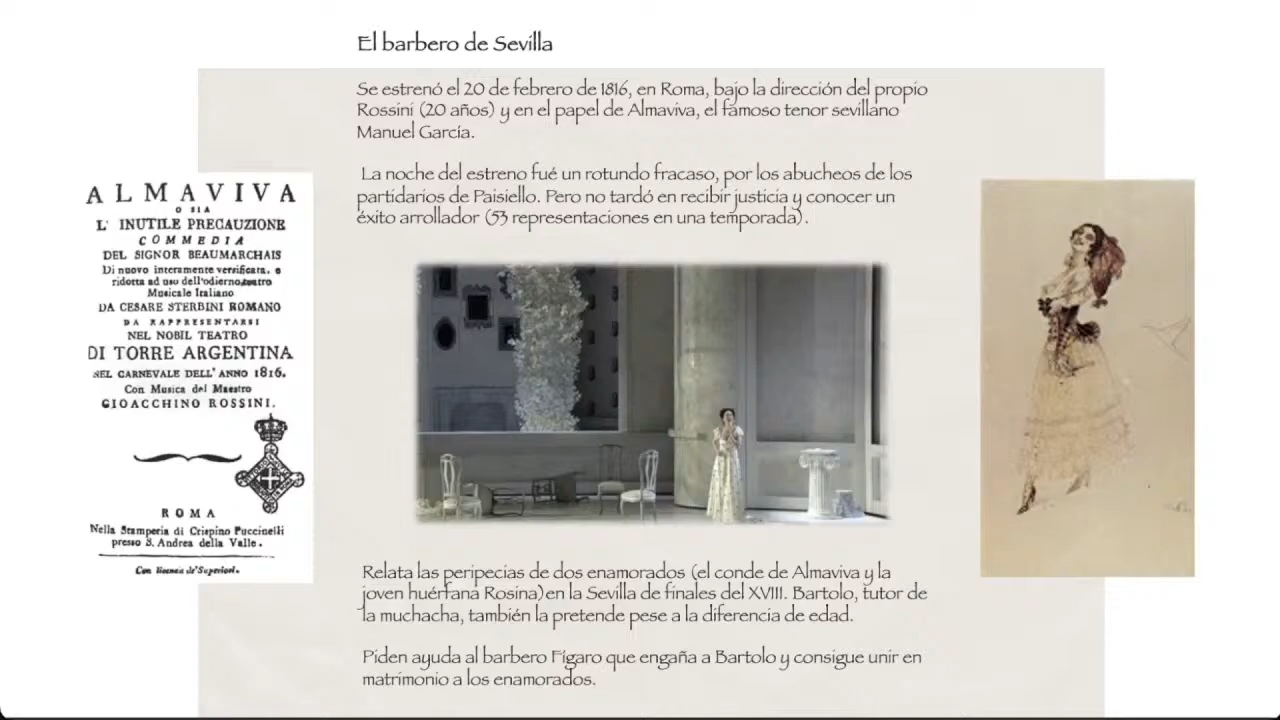 El barbero de Sevilla
Se estrenó el 20 de febrero de 1816, en Roma, bajo la dirección del propio
Rossini (20 años) y en el papel de Almaviva, el famoso tenor sevillano
Manuel García.
La noche del estreno fué un rotundo fracaso, por los abucheos de los
partidarios de Paisiello. Pero no tardó en recibir justicia y conocer un
éxito arrollador (53 representaciones en una temporada).
ALMAVIVA
O SIA
L' INUTILE PRECAUZIONE
COMMEDIA
DEL SIGNOR BEAUMARCHAIS
Di nuovo interamente versificata, e
ridotta ad uso dell'odierno teatro
Musicale Italiano
DA CESARE STERBINI ROMANO
DA RAPPRESENTARSI
NEL NOBIL TEATRO
DI TORRE ARGENTINA
NEL CARNEVALE DELL' ANNO 1816.
Con Musica del Maestro
GIOACCHINO ROSSINI.
ROMA
Nella Stamperia di Crispino Puccinelli
presso S. Andrea della Valle.
Con licenza de' Superiori.
Relata las peripecias de dos enamorados (el conde de Almaviva y la
joven huérfana Rosina)en la Sevilla de finales del XVIII. Bartolo, tutor de
la muchacha, también la pretende pese a la diferencia de edad.
Piden ayuda al barbero Fígaro que engaña a Bartolo y consigue unir en
matrimonio a los enamorados.